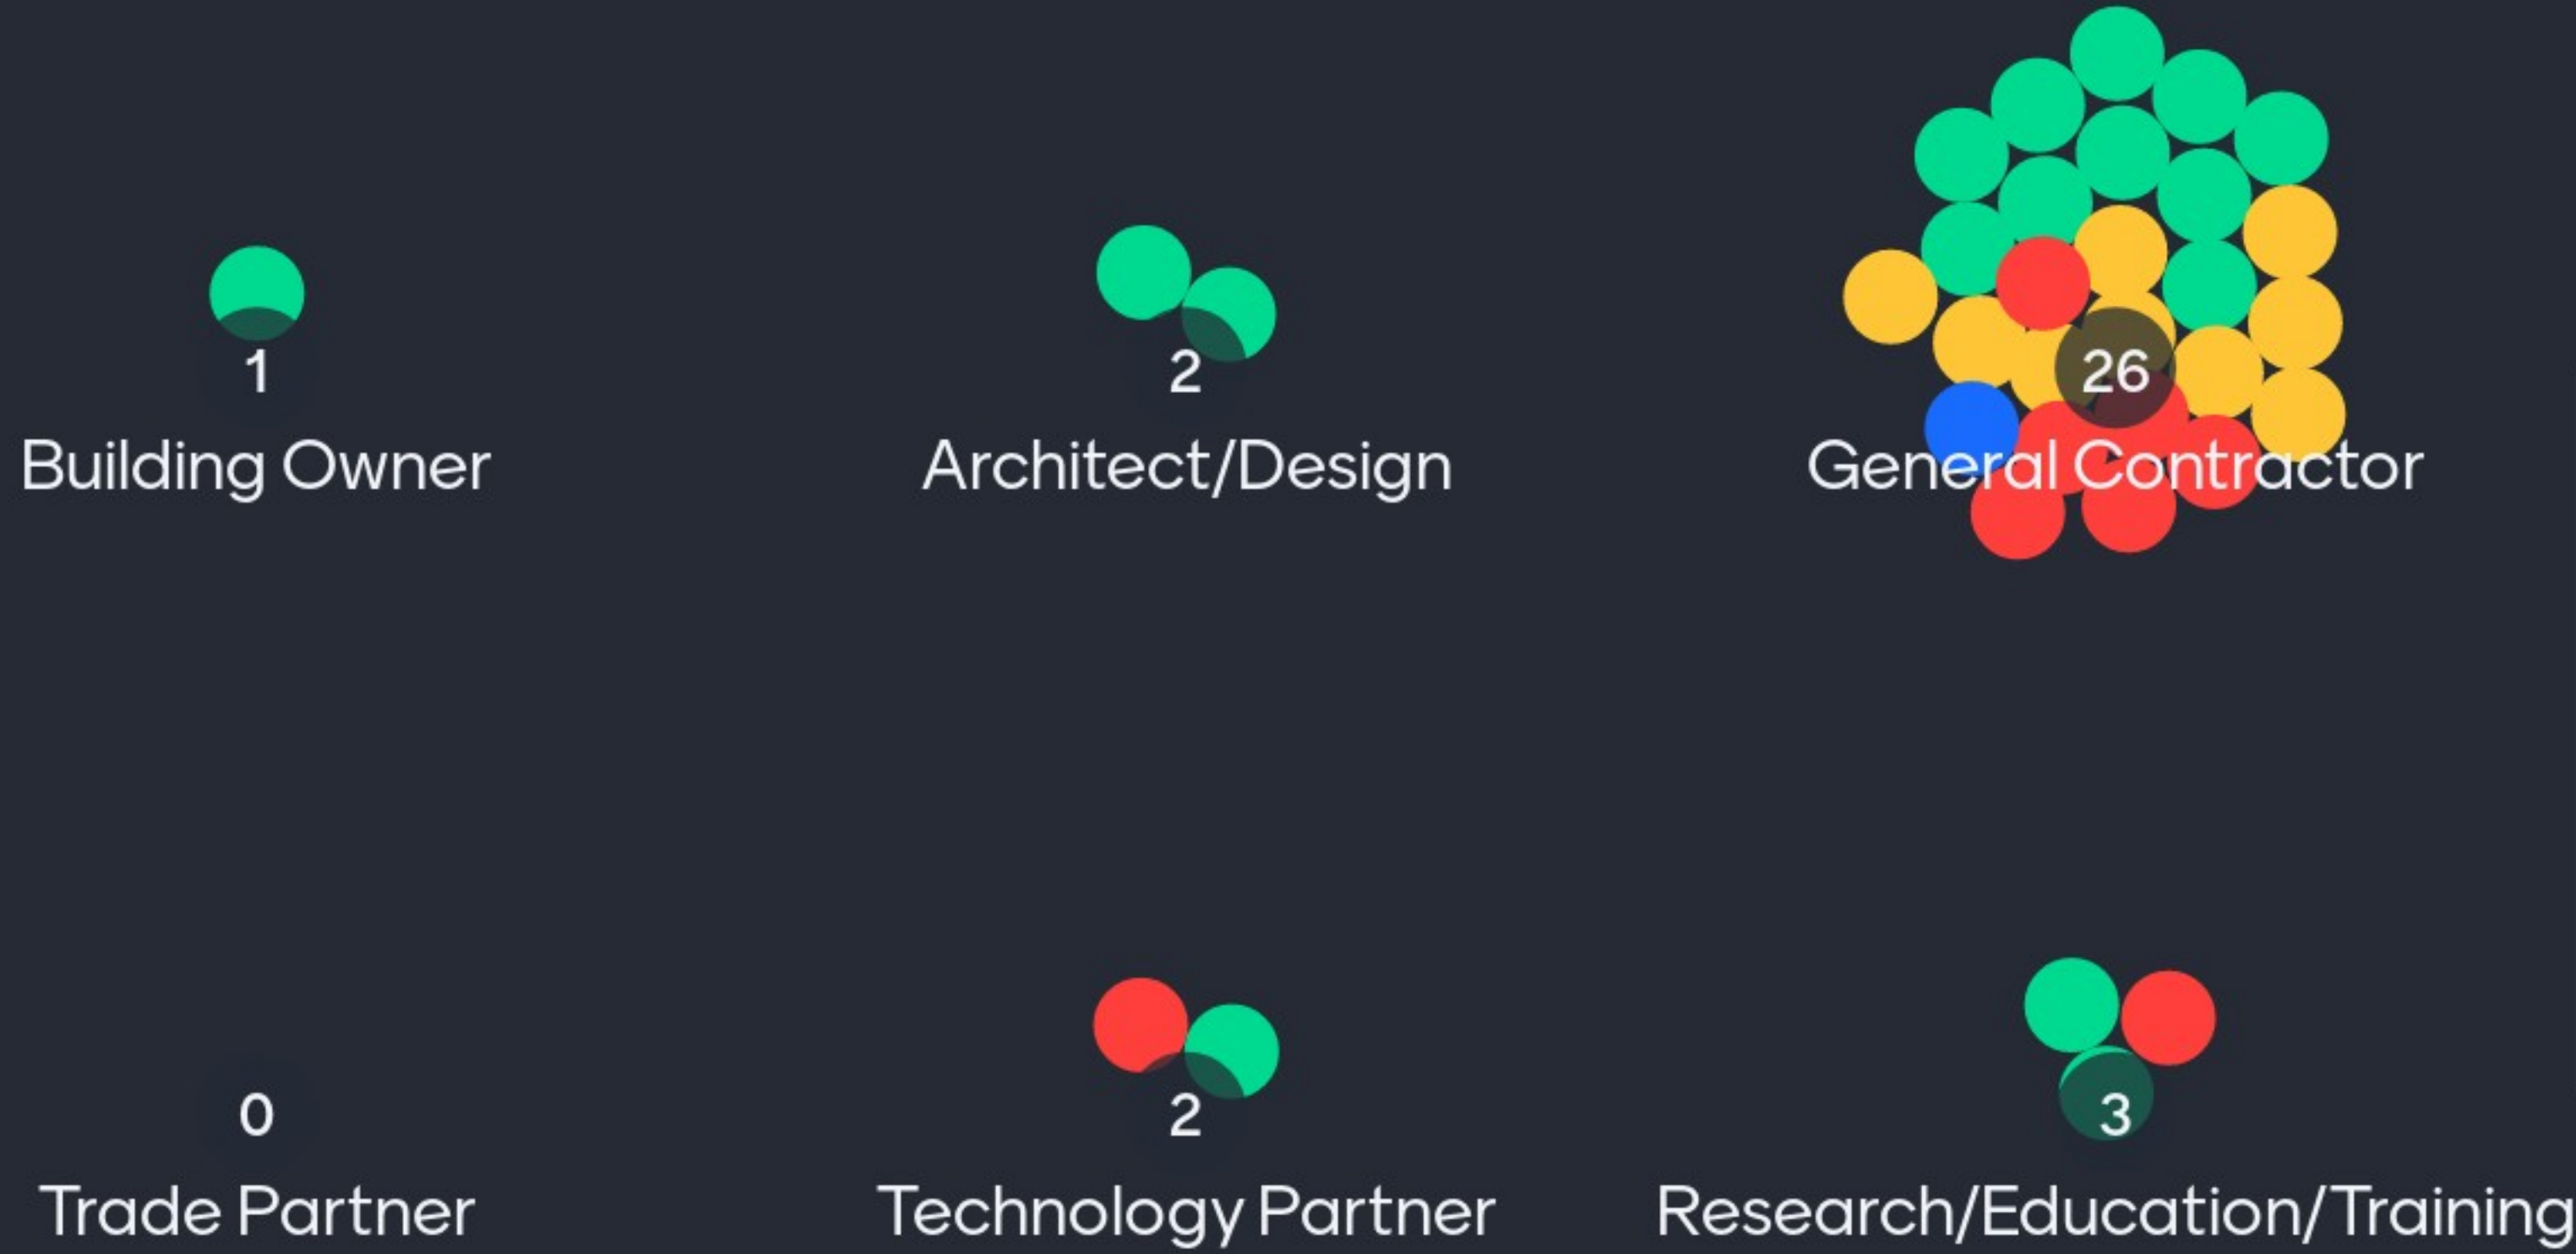 1
Building Owner
2
Architect/Design
26
General Contractor
0
Trade Partner
2
Technology Partner
3
Research/Education/Training